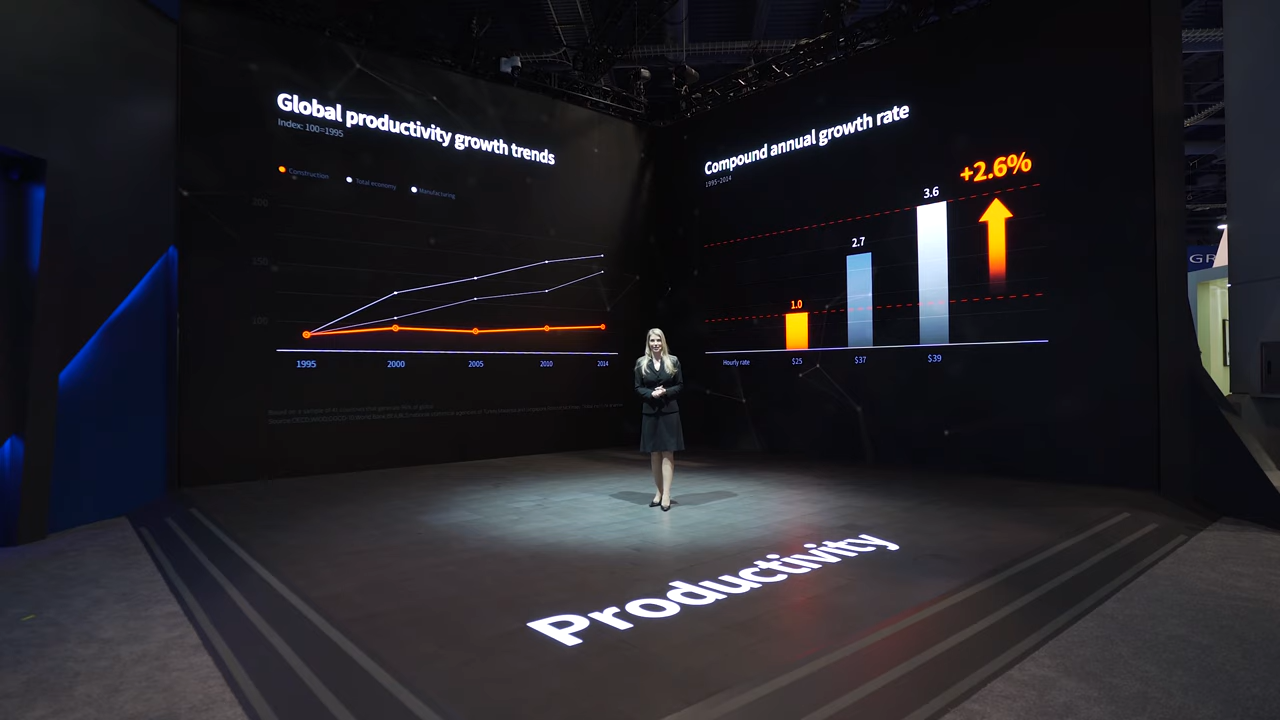 Global productivity growth trends
Index: 100=1995
Construction
Total economy
Manufacturing
200
150
100
1995 2000 2005 2010 2014
Compound annual growth rate
1995-2014
+2.6%
3.6
2.7
1.0
Hourly rate $25 $37 $39
Productivity
GR